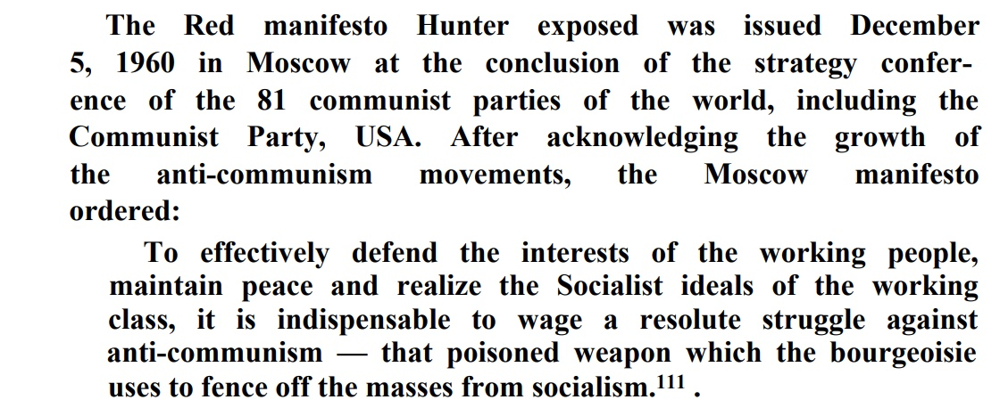 The Red manifesto Hunter exposed was issued December
5, 1960 in Moscow at the conclusion of the strategy confer-
ence of the 81 communist parties of the world, including the
Communist Party, USA. After acknowledging the growth of
the anti-communism movements, the Moscow manifesto
ordered:
To effectively defend the interests of the working people,
maintain peace and realize the Socialist ideals of the working
class, it is indispensable to wage a resolute struggle against
anti-communism — that poisoned weapon which the bourgeoisie
uses to fence off the masses from socialism.111 .